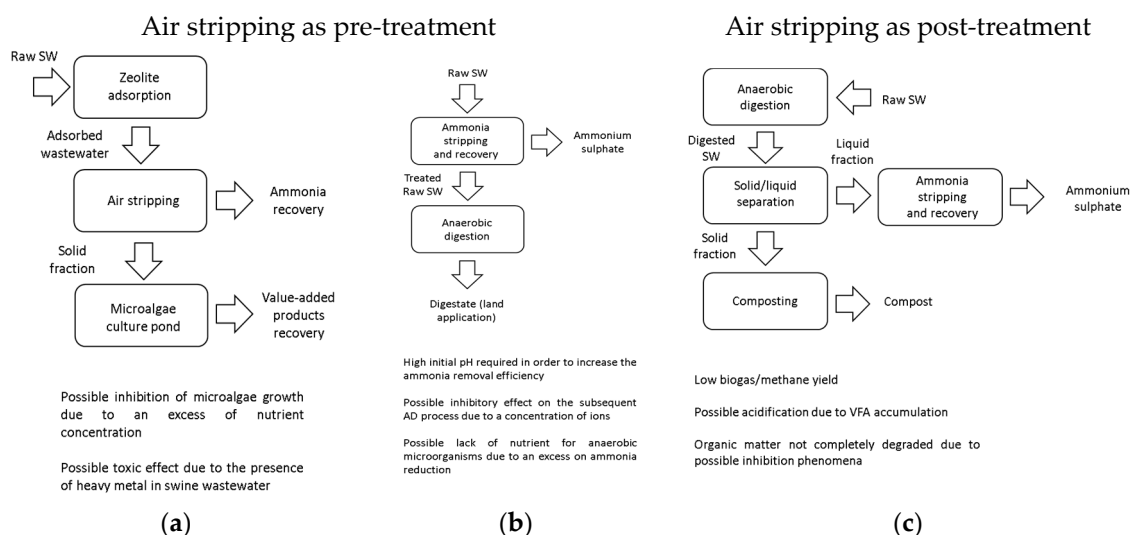 Air stripping as pre-treatment
Raw SW
Zeolite
adsorption
Adsorbed
wastewater
Air stripping
Ammonia
recovery
Solid
fraction
Microalgae
culture pond
Value-added
products
recovery
Possible inhibition of microalgae growth
due to an excess of nutrient
concentration
Possible toxic effect due to the presence
of heavy metal in swine wastewater
(a)
Raw SW
Ammonia
stripping
and recovery
Ammonium
sulphate
Treated
Raw SW
Anaerobic
digestion
Digestate (land
application)
High initial pH required in order to increase the
ammonia removal efficiency
Possible inhibitory effect on the subsequent
AD process due to a concentration of ions
Possible lack of nutrient for anaerobic
microorganisms due to an excess on ammonia
reduction
(b)
Air stripping as post-treatment
Anaerobic
digestion
Raw SW
Digested
SW
Liquid
fraction
Solid/liquid
separation
Ammonia
stripping
and recovery
Ammonium
sulphate
Solid
fraction
Composting
Compost
Low biogas/methane yield
Possible acidification due to VFA accumulation
Organic matter not completely degraded due to
possible inhibition phenomena
(c)